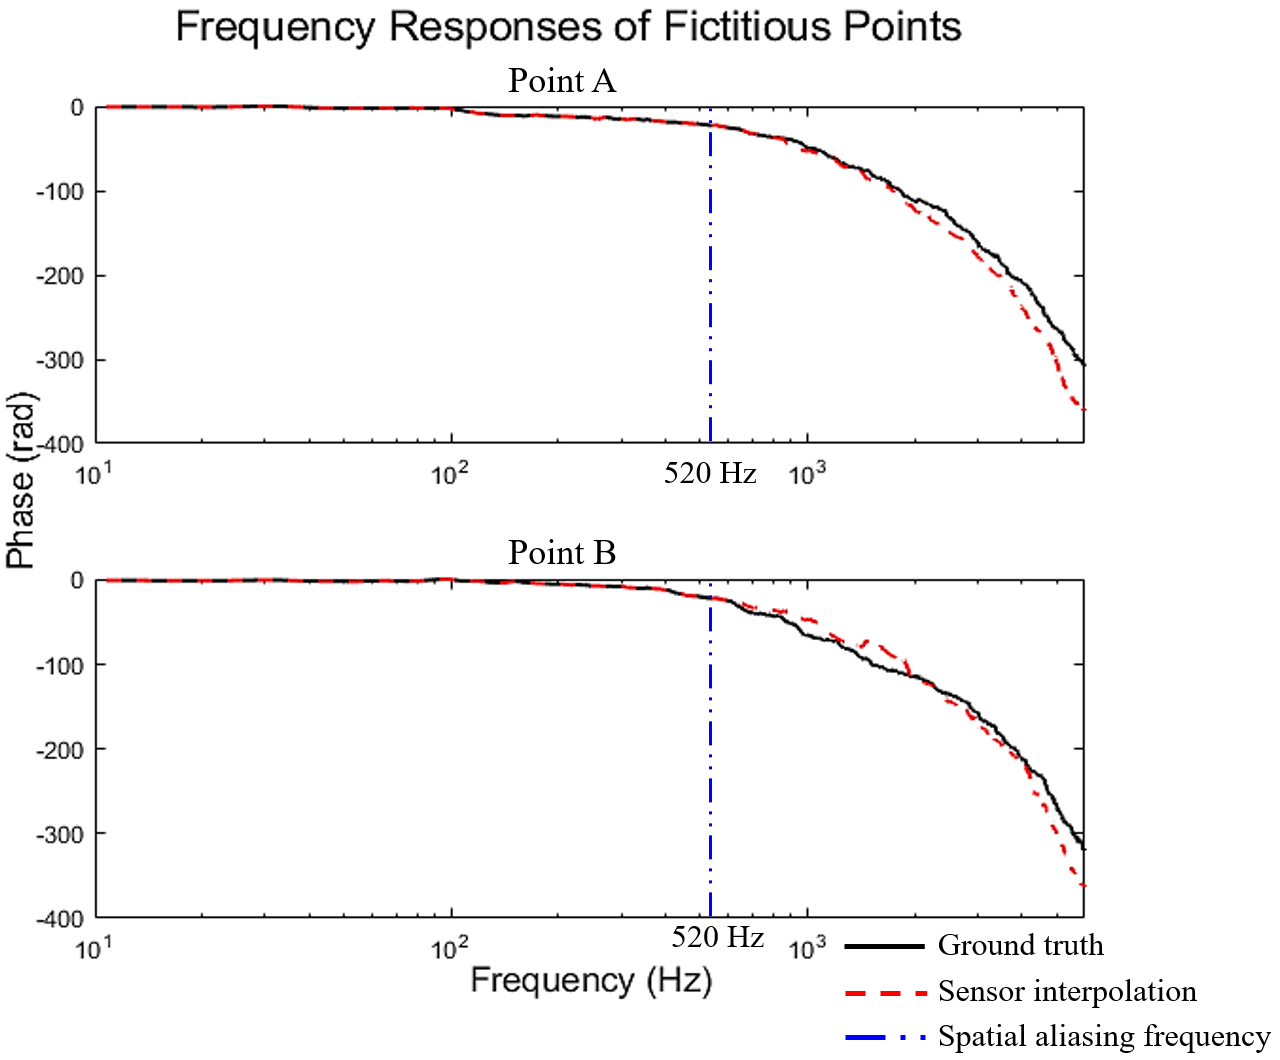 Frequency Responses of Fictitious Points
Point A
0
-100
-200
-300
-400
10¹
10²
520 Hz
10³
Phase (rad)
Point B
0
-100
-200
-300
-400
10¹
10²
520 Hz
10³
Frequency (Hz)
Ground truth
Sensor interpolation
Spatial aliasing frequency